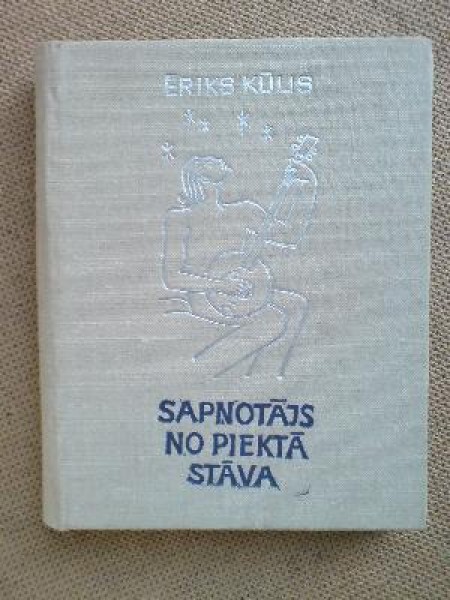 ĒRIKS KŪLIS
SAPŅOTĀJS
NO PIEKTĀ
STĀVA